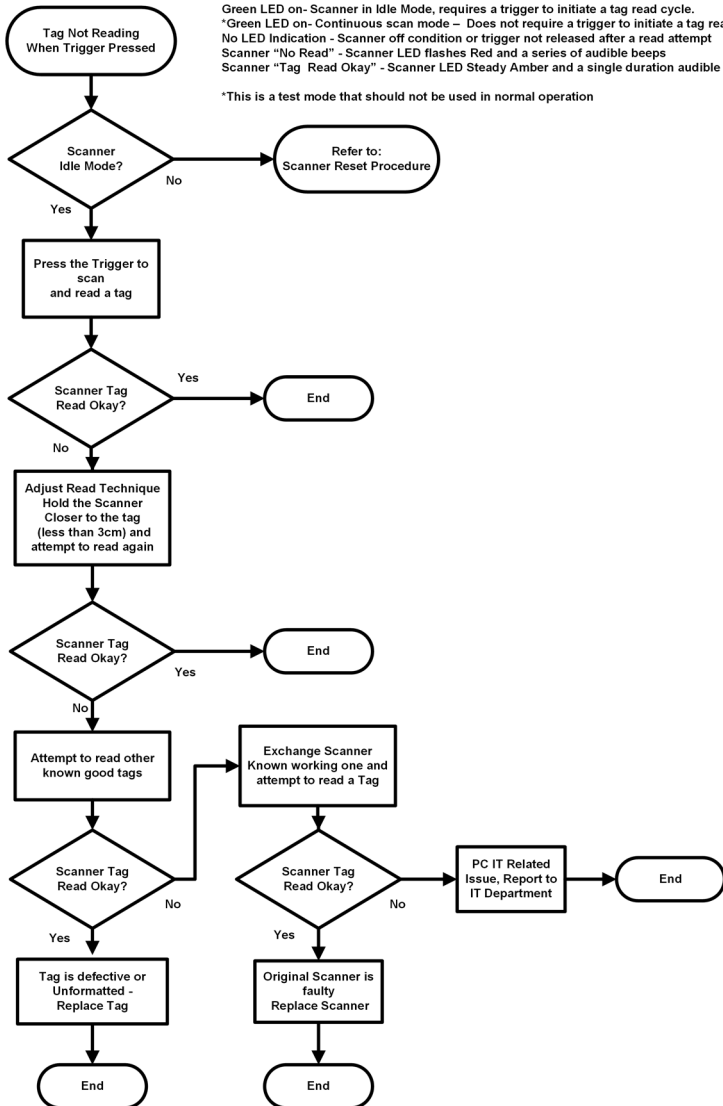 Green LED on- Scanner in Idle Mode, requires a trigger to initiate a tag read cycle.
*Green LED on- Continuous scan mode – Does not require a trigger to initiate a tag
No LED Indication - Scanner off condition or trigger not released after a read attempt
Scanner “No Read” - Scanner LED flashes Red and a series of audible beeps
Scanner “Tag Read Okay” - Scanner LED Steady Amber and a single duration audible
*This is a test mode that should not be used in normal operation
Tag Not Reading
When Trigger Pressed
Scanner
Idle Mode?
No
Refer to:
Scanner Reset Procedure
Yes
Press the Trigger to
scan
and read a tag
Scanner Tag
Read Okay?
Yes
End
No
Adjust Read Technique
Hold the Scanner
Closer to the tag
(less than 3cm) and
attempt to read again
Scanner Tag
Read Okay?
Yes
End
No
Attempt to read other
known good tags
Scanner Tag
Read Okay?
No
Yes
Tag is defective or
Unformatted -
Replace Tag
End
Exchange Scanner
Known working one and
attempt to read a Tag
Scanner Tag
Read Okay?
No
PC IT Related
Issue, Report to
IT Department
End
Yes
Original Scanner is
faulty
Replace Scanner
End